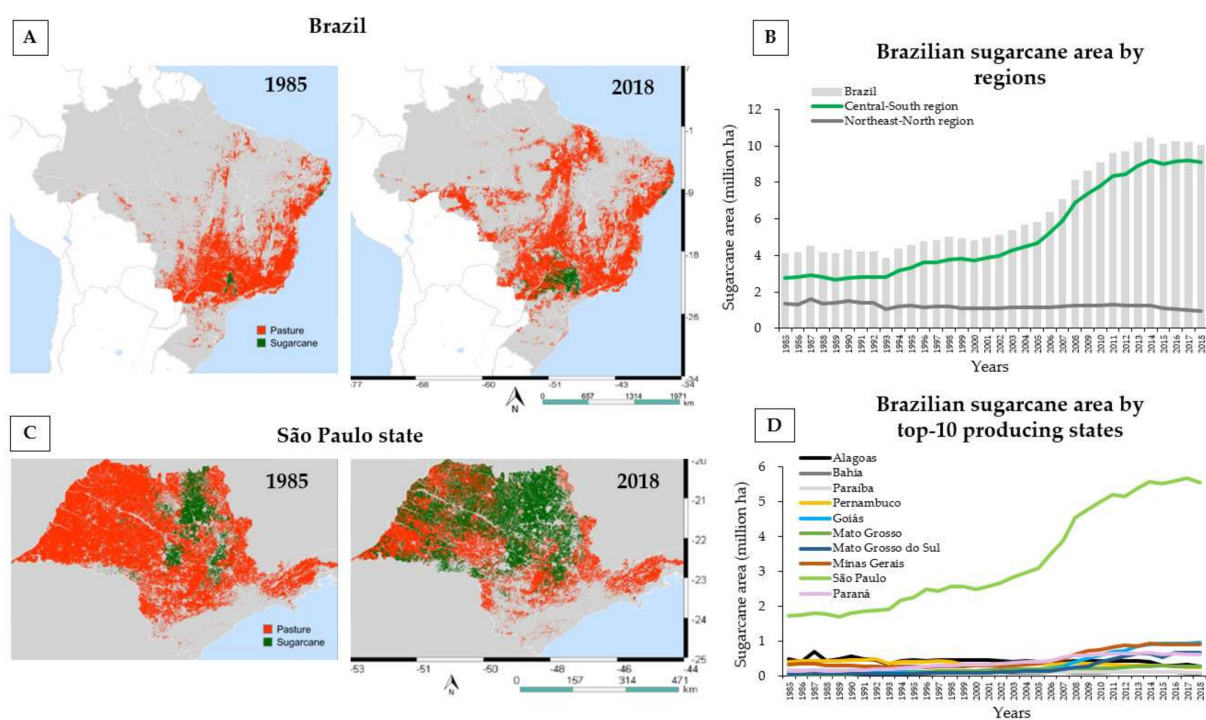 A
Brazil
1985
2018
Pasture
Sugarcane
-1
-9
-18
-26
-34
-77
-68
-60
-51
-43
-34
N
0
657
1314
1971
km
B
Brazilian sugarcane area by
regions
Brazil
Central-South region
Northeast-North region
Sugarcane area (million ha)
12
10
8
6
4
2
0
1985 1986 1987 1988 1989 1990 1991 1992 1993 1994 1995 1996 1997 1998 1999 2000 2001 2002 2003 2004 2005 2006 2007 2008 2009 2010 2011 2012 2013 2014 2015 2016 2017 2018
Years
C
São Paulo state
1985
2018
Pasture
Sugarcane
-20
-21
-22
-23
-24
-25
-53
-51
-50
-48
-46
-44
N
0
157
314
471
km
D
Brazilian sugarcane area by
top-10 producing states
Alagoas
Bahia
Paraíba
Pernambuco
Goiás
Mato Grosso
Mato Grosso do Sul
Minas Gerais
São Paulo
Paraná
Sugarcane area (million ha)
6
5
4
3
2
1
0
1985 1986 1987 1988 1989 1990 1991 1992 1993 1994 1995 1996 1997 1998 1999 2000 2001 2002 2003 2004 2005 2006 2007 2008 2009 2010 2011 2012 2013 2014 2015 2016 2017 2018
Years